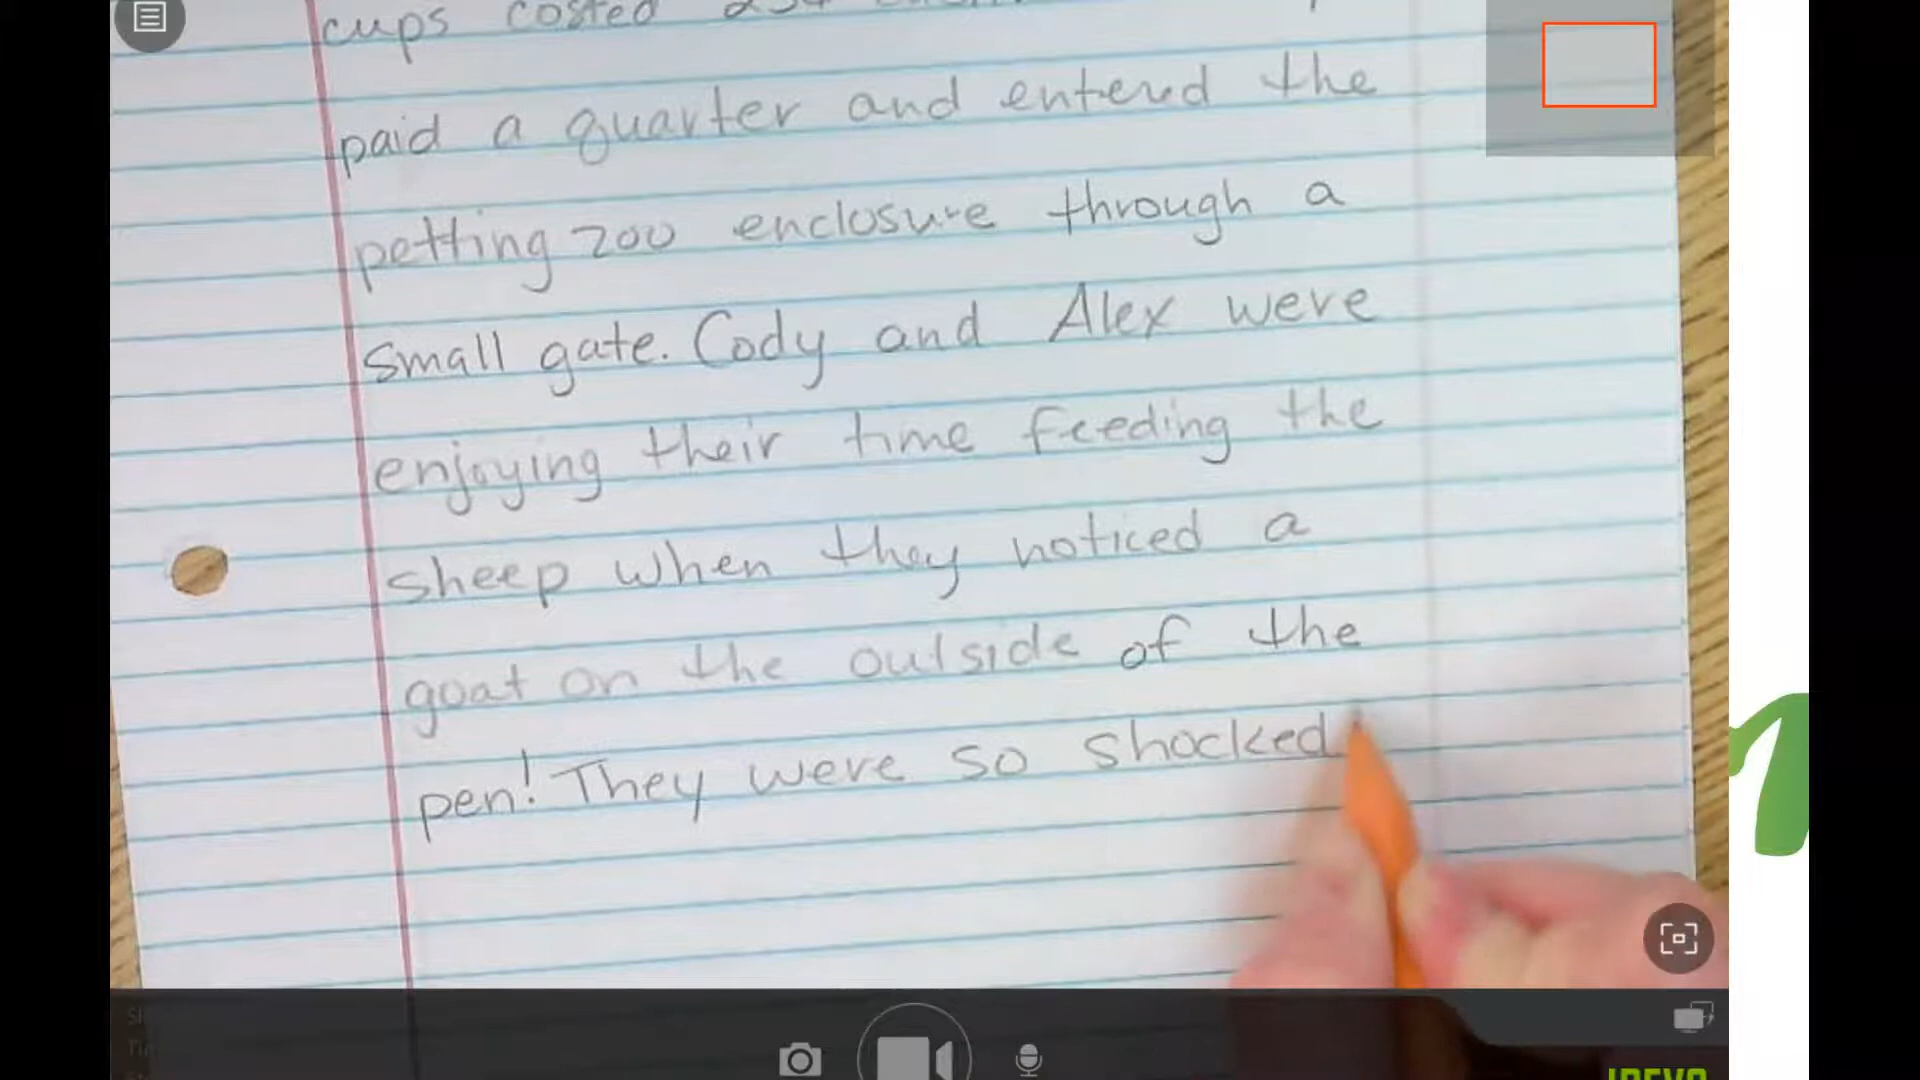 cups costed
paid a quarter and entered the
petting zoo enclosure through a
small gate. Cody and Alex were
enjoying their time feeding the
sheep when they noticed a
goat on the outside of the
pen! They were so shocked